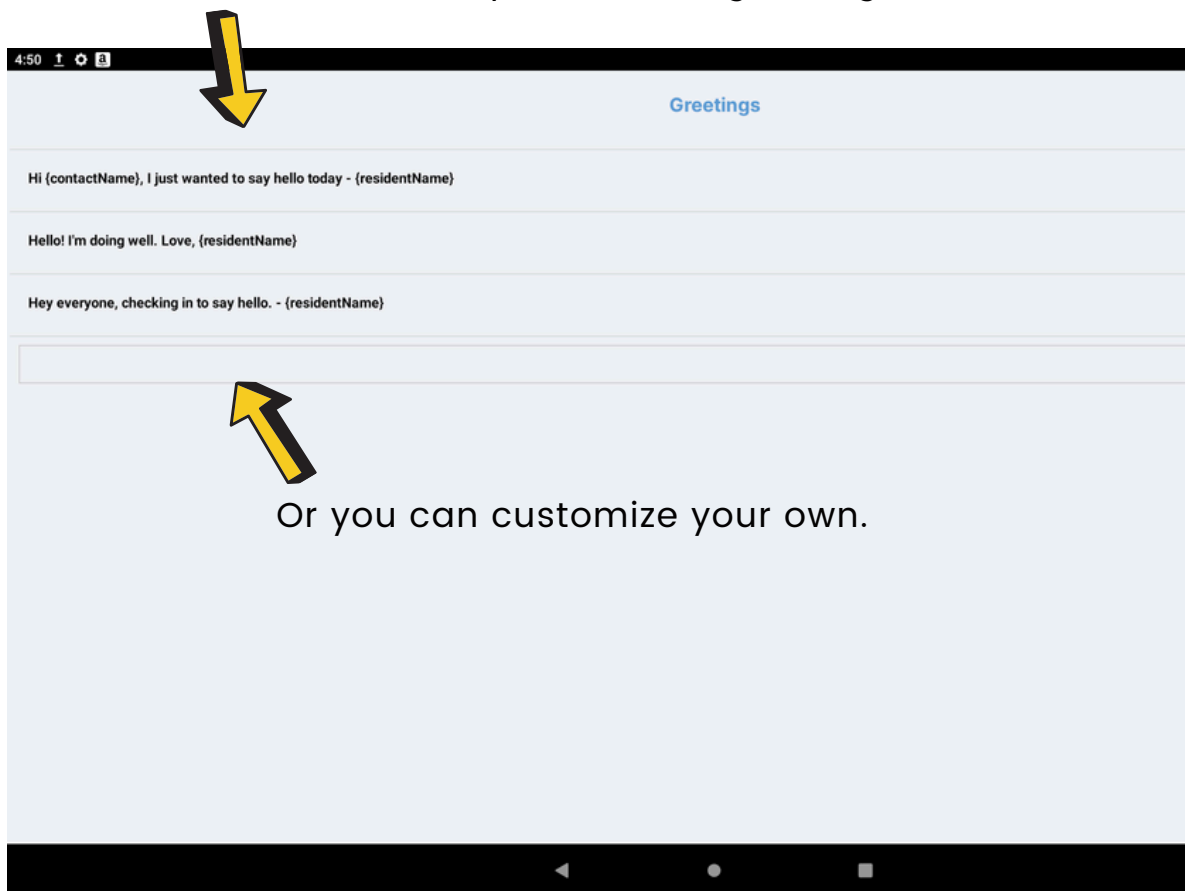 4:50
Greetings
Hi {contactName}, I just wanted to say hello today - {residentName}
Hello! I'm doing well. Love, {residentName}
Hey everyone, checking in to say hello. - {residentName}
Or you can customize your own.